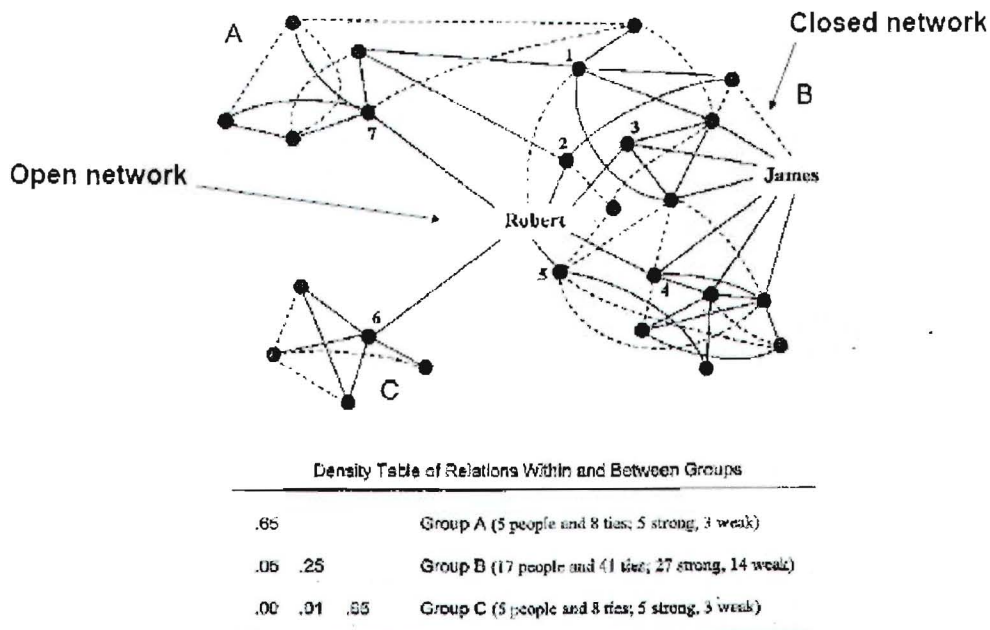 A
Closed network
B
1
2
3
7
James
Open network
Robert
5
4
6
C
Density Table of Relations Within and Between Groups
.65 Group A (5 people and 8 ties; 5 strong, 3 weak)
.05 .25 Group B (17 people and 41 ties; 27 strong, 14 weak)
.00 .01 .65 Group C (5 people and 8 ties; 5 strong, 3 weak)